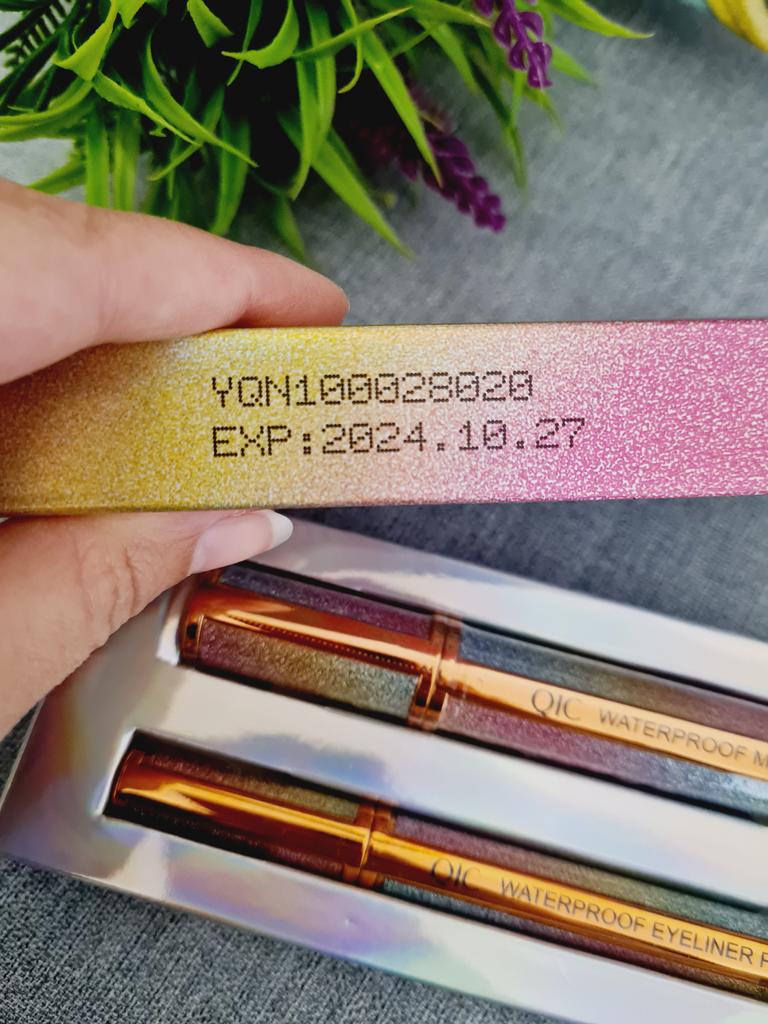 YQN100028020
EXP:2024.10.27
QIC WATERPROOF
QIC WATERPROOF EYELINER